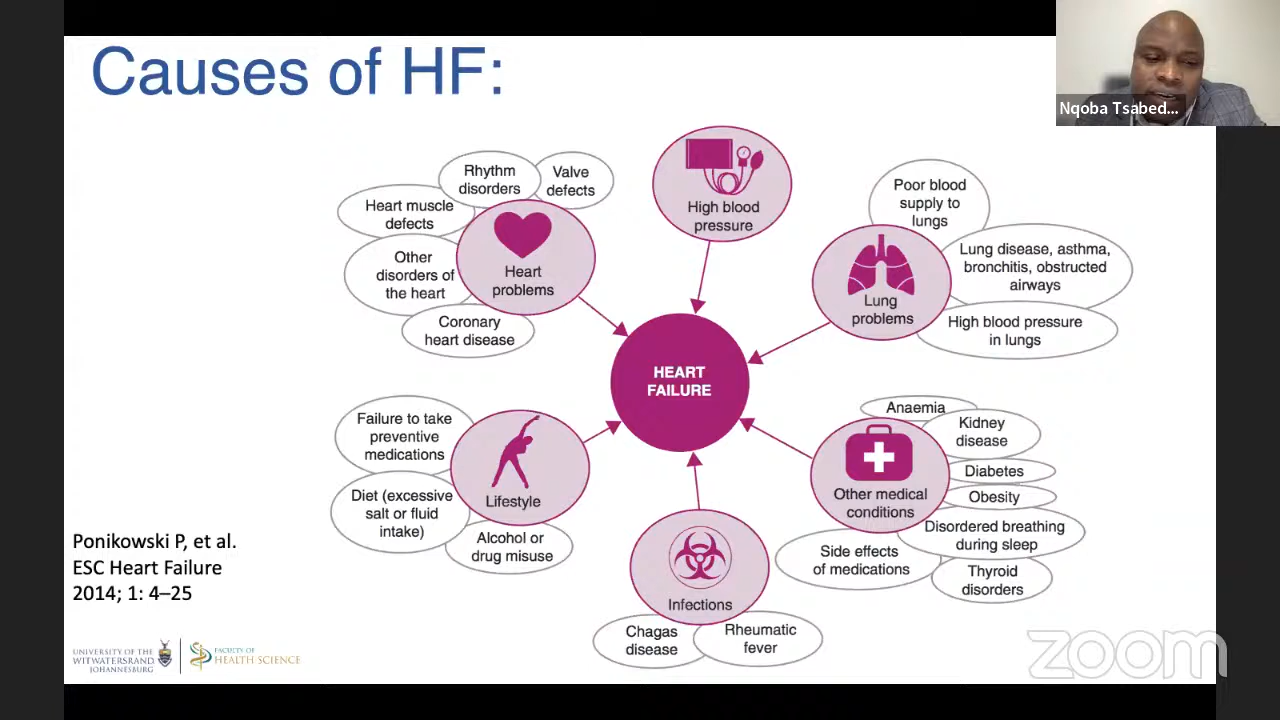 Causes of HF:
Nqoba Tsabed...
Rhythm
disorders
Valve
defects
Heart muscle
defects
Other
disorders of
the heart
Coronary
heart disease
Heart
problems
High blood
pressure
Poor blood
supply to
lungs
Lung disease, asthma,
bronchitis, obstructed
airways
High blood pressure
in lungs
Lung
problems
HEART
FAILURE
Failure to take
preventive
medications
Diet (excessive
salt or fluid
intake)
Alcohol or
drug misuse
Lifestyle
Anaemia
Kidney
disease
Diabetes
Obesity
Disordered breathing
during sleep
Thyroid
disorders
Side effects
of medications
Other medical
conditions
Infections
Chagas
disease
Rheumatic
fever
Ponikowski P, et al.
ESC Heart Failure
2014; 1: 4–25
UNIVERSITY OF THE
WITWATERSRAND,
JOHANNESBURG
FACULTY OF
HEALTH SCIENCE
zoom